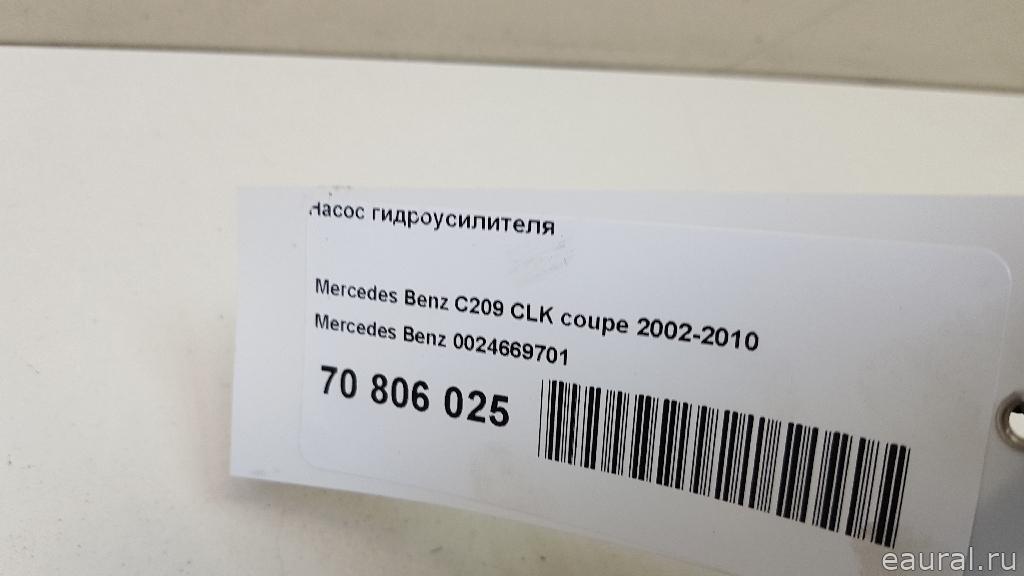 Насос гидроусилителя
Mercedes Benz C209 CLK coupe 2002-2010
Mercedes Benz 0024669701
70 806 025
eaural.ru